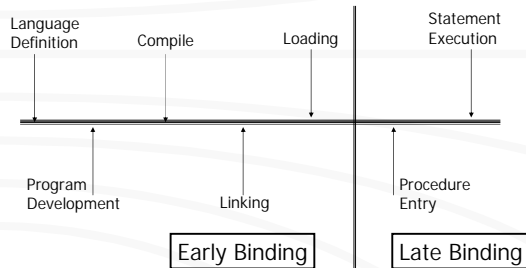 Language
Definition
Compile
Loading
Statement
Execution
Program
Development
Linking
Procedure
Entry
Early Binding
Late Binding